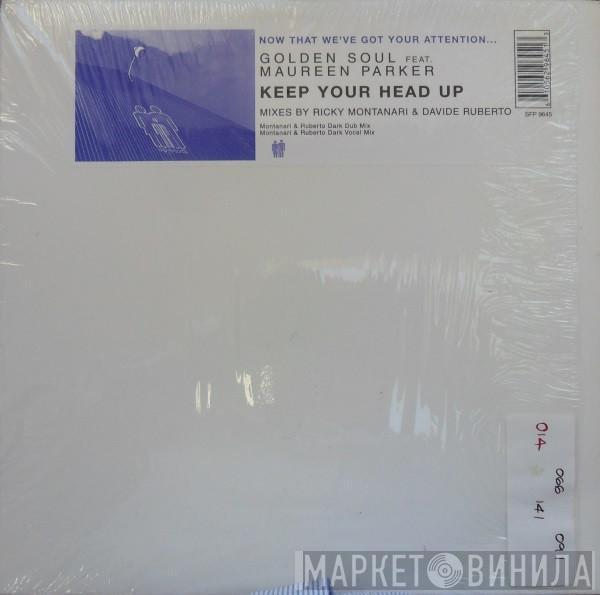 NOW THAT WE'VE GOT YOUR ATTENTION...
GOLDEN SOUL FEAT.
MAUREEN PARKER
KEEP YOUR HEAD UP
MIXES BY RICKY MONTANARI & DAVIDE RUBERTO
Montanari & Ruberto Dark Dub Mix
Montanari & Ruberto Dark Vocal Mix
SFP 9645
014
066
141
091
МАРКЕТ ВИНИЛА